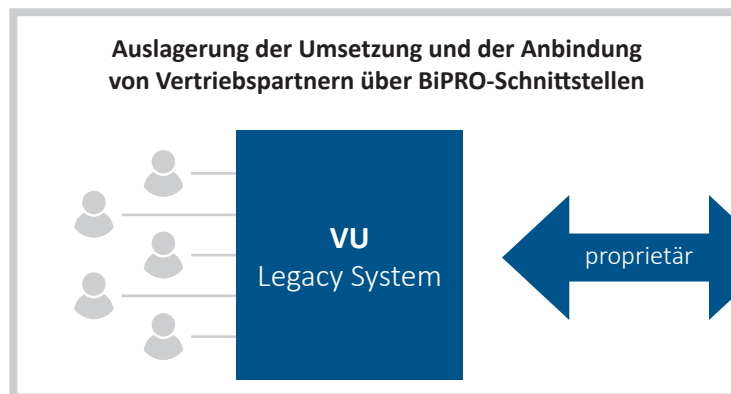 Auslagerung der Umsetzung und der Anbindung
von Vertriebspartnern über BiPRO-Schnittstellen
VU
Legacy System
proprietär